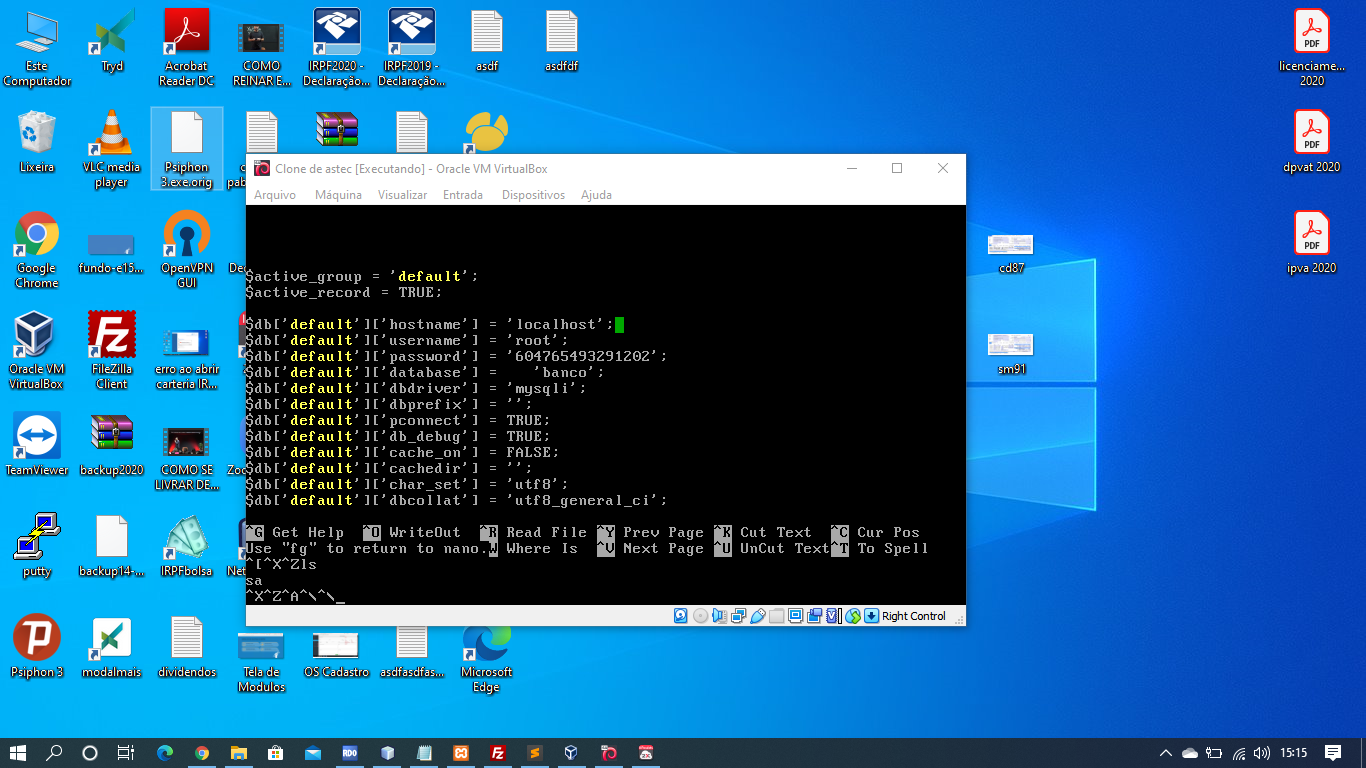 Este
Computador
Tryd
Acrobat
Reader DC
COMO
REINAR E...
IRPF2020 -
Declaração...
IRPF2019 -
Declaração...
asdf
asdfdf
licenciame...
2020
PDF
Lixeira
VLC media
player
Psiphon
3.exe.orig
dpvat 2020
PDF
Google
Chrome
fundo-e15...
OpenVPN
GUI
cd87
ipva 2020
PDF
Oracle VM
VirtualBox
FileZilla
Client
erro ao abrir
carteria IR...
sm91
TeamViewer
backup2020
COMO SE
LIVRAR DE...
putty
backup14-...
IRPFbolsa
Psiphon 3
modalmais
dividendos
Tela de
Modulos
OS Cadastro
asdfasdfas...
Microsoft
Edge
Clone de astec [Executando] - Oracle VM VirtualBox
Arquivo Máquina Visualizar Entrada Dispositivos Ajuda
$active_group = 'default';
$active_record = TRUE;
$db['default']['hostname'] = 'localhost';
$db['default']['username'] = 'root';
$db['default']['password'] = '604765493291202';
$db['default']['database'] =    'banco';
$db['default']['dbdriver'] = 'mysqli';
$db['default']['dbprefix'] = '';
$db['default']['pconnect'] = TRUE;
$db['default']['db_debug'] = TRUE;
$db['default']['cache_on'] = FALSE;
$db['default']['cachedir'] = '';
$db['default']['char_set'] = 'utf8';
$db['default']['dbcollat'] = 'utf8_general_ci';
^G Get Help  ^O WriteOut  ^R Read File ^Y Prev Page ^K Cut Text  ^C Cur Pos
Use "fg" to return to nano.W Where Is  ^V Next Page ^U UnCut Text^T To Spell
^[^X^Zls
sa
^X^Z^A^\^\_
Right Control
RDO
15:15